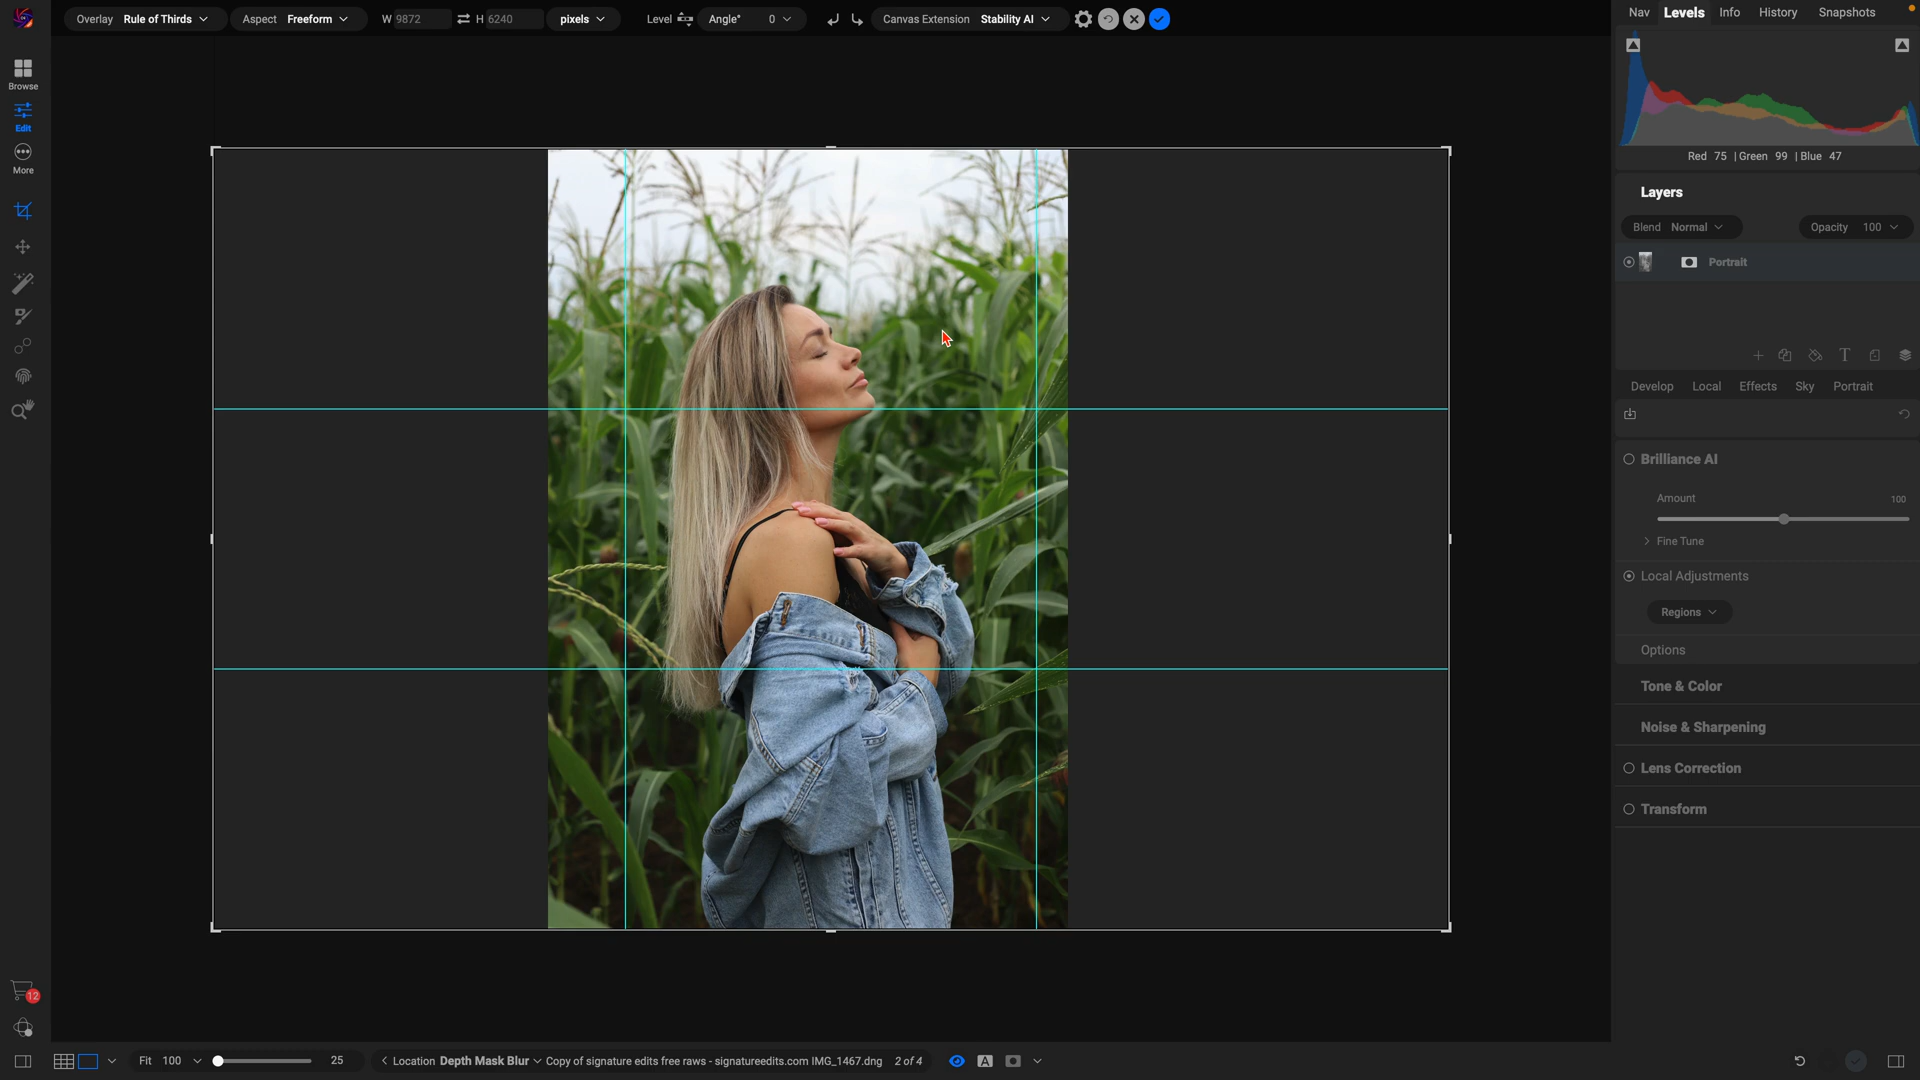 Overlay Rule of Thirds Aspect Freeform W 9872 H 6240 pixels Level Angle° 0 Canvas Extension Stability AI
Nav Levels Info History Snapshots
Browse
Edit
More
12
Red 75 | Green 99 | Blue 47
Layers
Blend Normal Opacity 100
Portrait
T
Develop Local Effects Sky Portrait
Brilliance AI
Amount 100
Fine Tune
Local Adjustments
Regions
Options
Tone & Color
Noise & Sharpening
Lens Correction
Transform
Fit 100 25 Location Depth Mask Blur Copy of signature edits free raws - signatureedits.com IMG_1467.dng 2 of 4 A